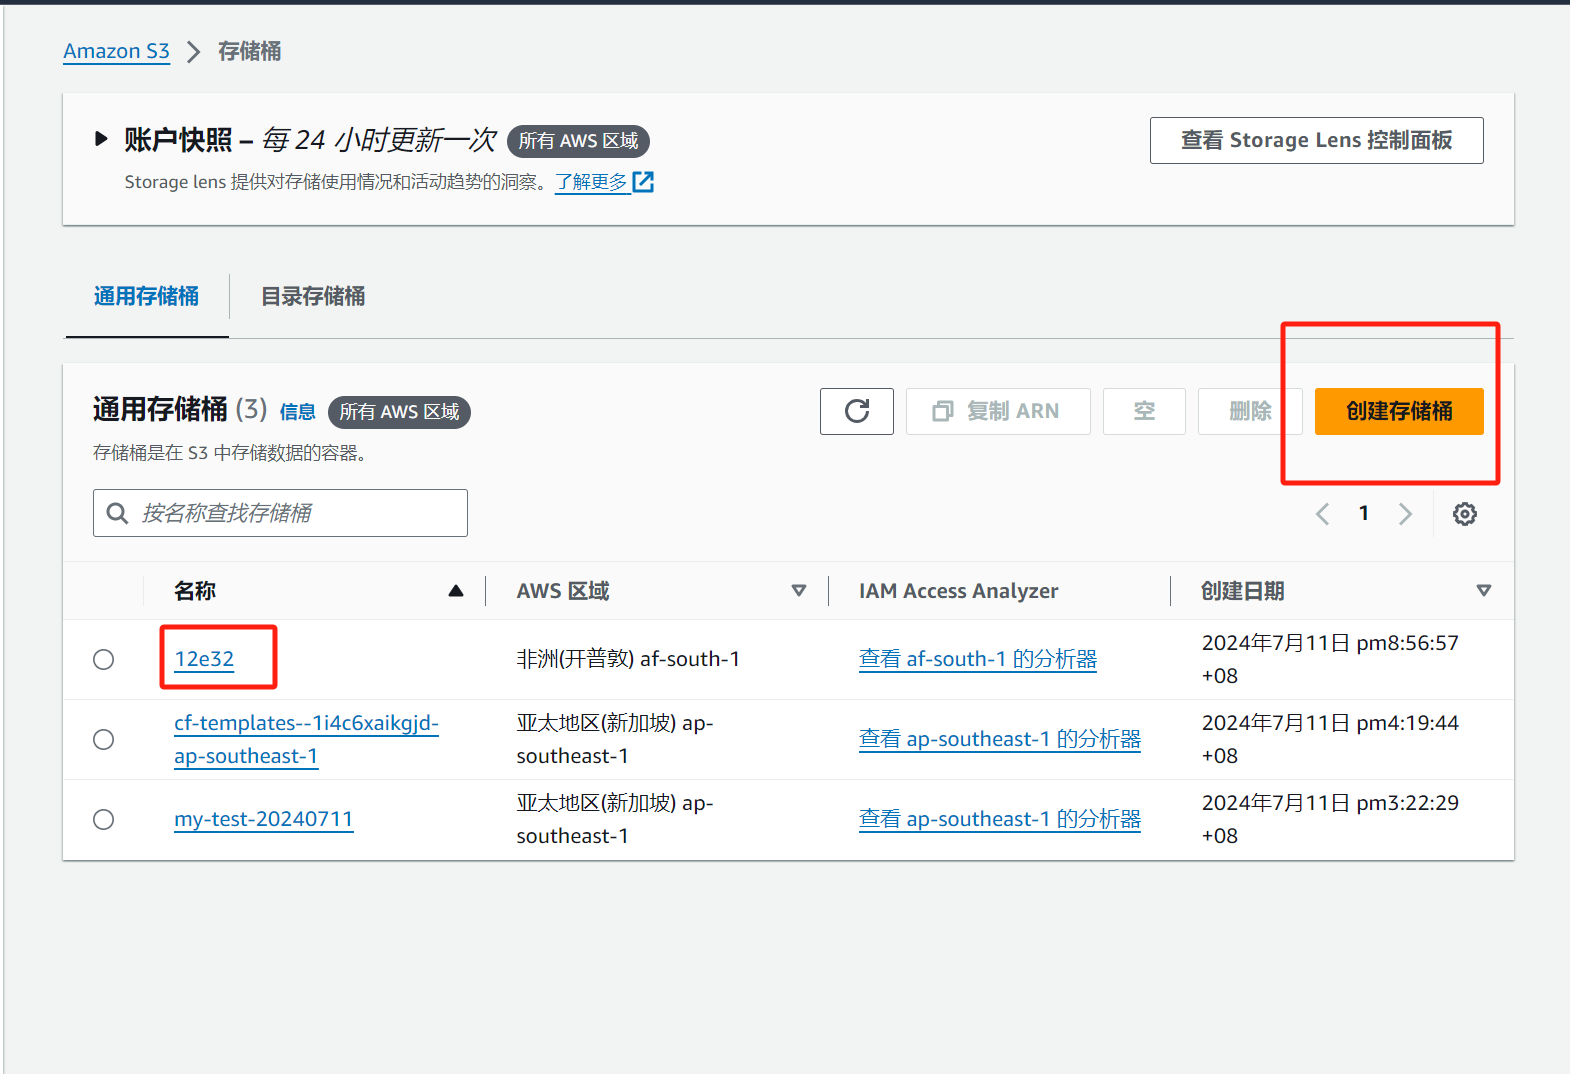 Amazon S3 > 存储桶
账户快照 – 每 24 小时更新一次 所有 AWS 区域
查看 Storage Lens 控制面板
Storage lens 提供对存储使用情况和活动趋势的洞察。了解更多
通用存储桶 目录存储桶
通用存储桶 (3) 信息 所有 AWS 区域
复制 ARN 空 删除 创建存储桶
存储桶是在 S3 中存储数据的容器。
按名称查找存储桶
1
名称 AWS 区域 IAM Access Analyzer 创建日期
12e32 非洲(开普敦) af-south-1 查看 af-south-1 的分析器 2024年7月11日 pm8:56:57
+08
cf-templates--1i4c6xaikgjd- 亚太地区(新加坡) ap- 查看 ap-southeast-1 的分析器 2024年7月11日 pm4:19:44
ap-southeast-1 southeast-1 +08
my-test-20240711 亚太地区(新加坡) ap- 查看 ap-southeast-1 的分析器 2024年7月11日 pm3:22:29
southeast-1 +08